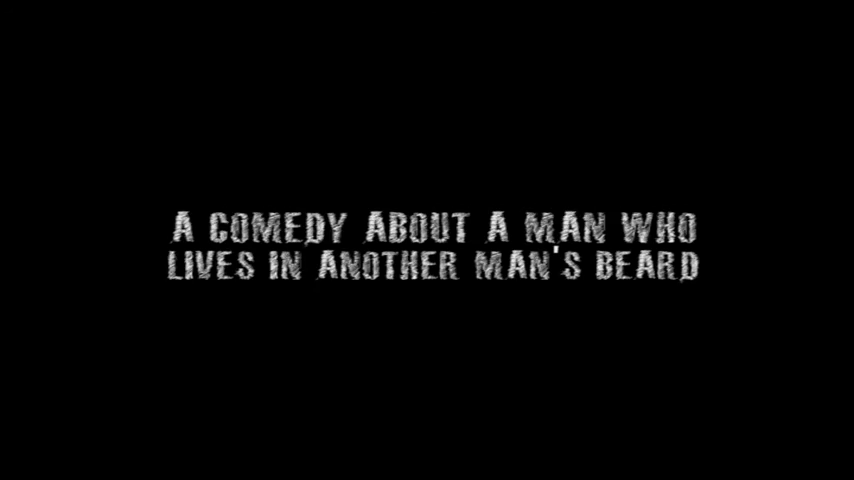 A COMEDY ABOUT A MAN WHO
LIVES IN ANOTHER MAN'S BEARD